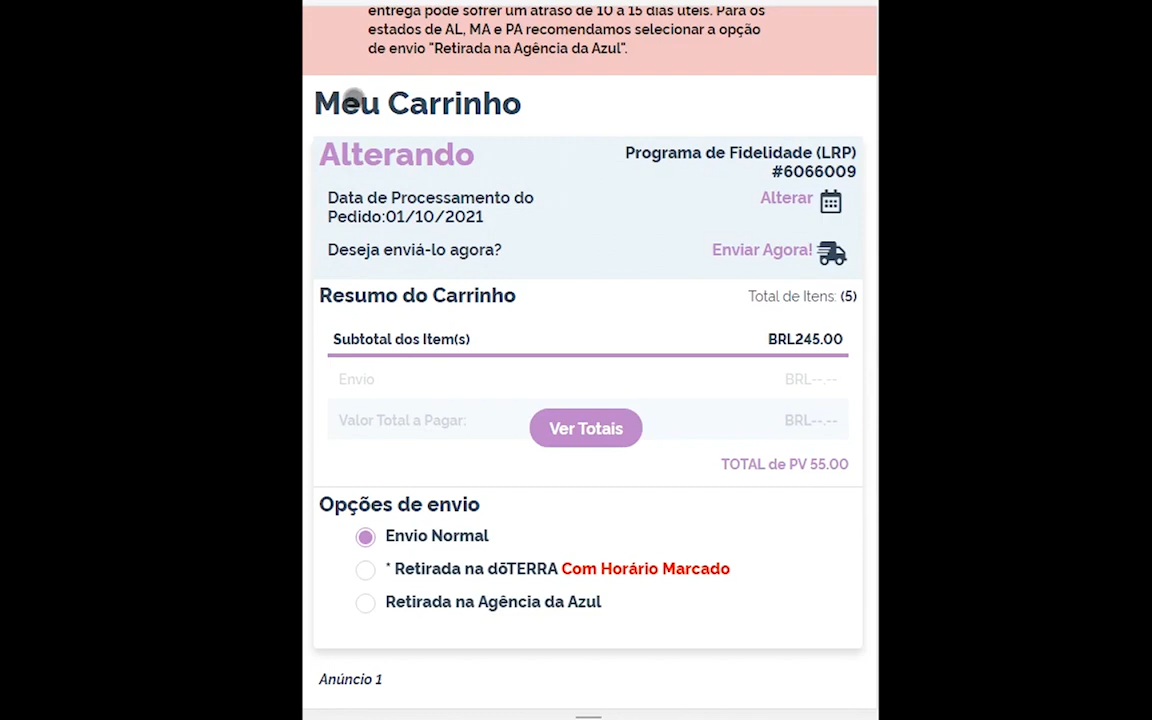 entrega pode sofrer um atraso de 10 a 15 dias úteis. Para os
estados de AL, MA e PA recomendamos selecionar a opção
de envio "Retirada na Agência da Azul".
Meu Carrinho
Alterando
Programa de Fidelidade (LRP)
#6066009
Data de Processamento do
Pedido:01/10/2021
Alterar
Deseja enviá-lo agora?
Enviar Agora!
Resumo do Carrinho
Total de Itens: (5)
Subtotal dos Item(s)
BRL245.00
Envio
BRL--.--
Valor Total a Pagar:
BRL--.--
Ver Totais
TOTAL de PV 55.00
Opções de envio
Envio Normal
* Retirada na dōTERRA Com Horário Marcado
Retirada na Agência da Azul
Anúncio 1